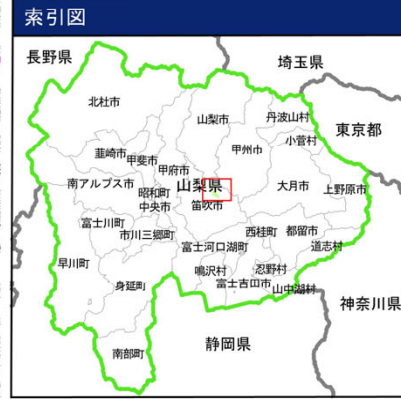 索引図
長野県
埼玉県
北杜市
山梨市
丹波山村
東京都
小菅村
甲州市
韮崎市
甲斐市
甲府市
南アルプス市
山梨県
大月市
上野原市
昭和町
中央市
笛吹市
富士川町
市川三郷町
西桂町
都留市
道志村
富士河口湖町
早川町
鳴沢村
忍野村
身延町
富士吉田市
山中湖村
神奈川県
静岡県
南部町